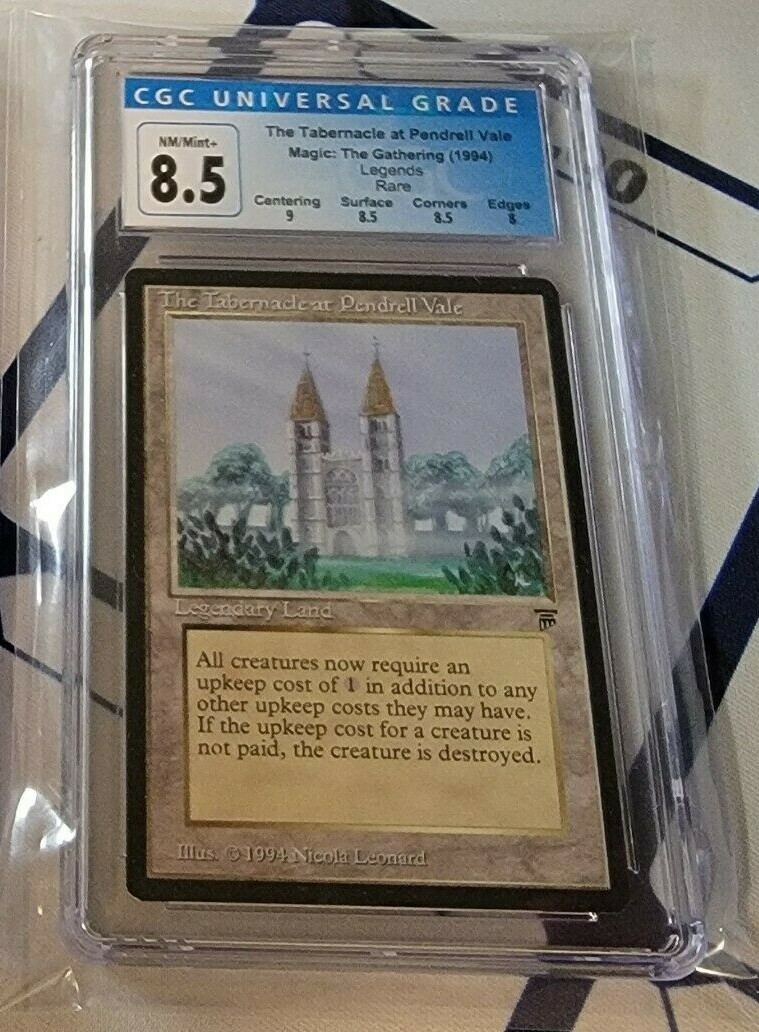 CGC UNIVERSAL GRADE
NM/Mint+
8.5
The Tabernacle at Pendrell Vale
Magic: The Gathering (1994)
Legends
Rare
Centering Surface Corners Edges
9 8.5 8.5 8
The Tabernacle at Pendrell Vale
Legendary Land
All creatures now require an
upkeep cost of 1 in addition to any
other upkeep costs they may have.
If the upkeep cost for a creature is
not paid, the creature is destroyed.
Illus. © 1994 Nicola Leonard